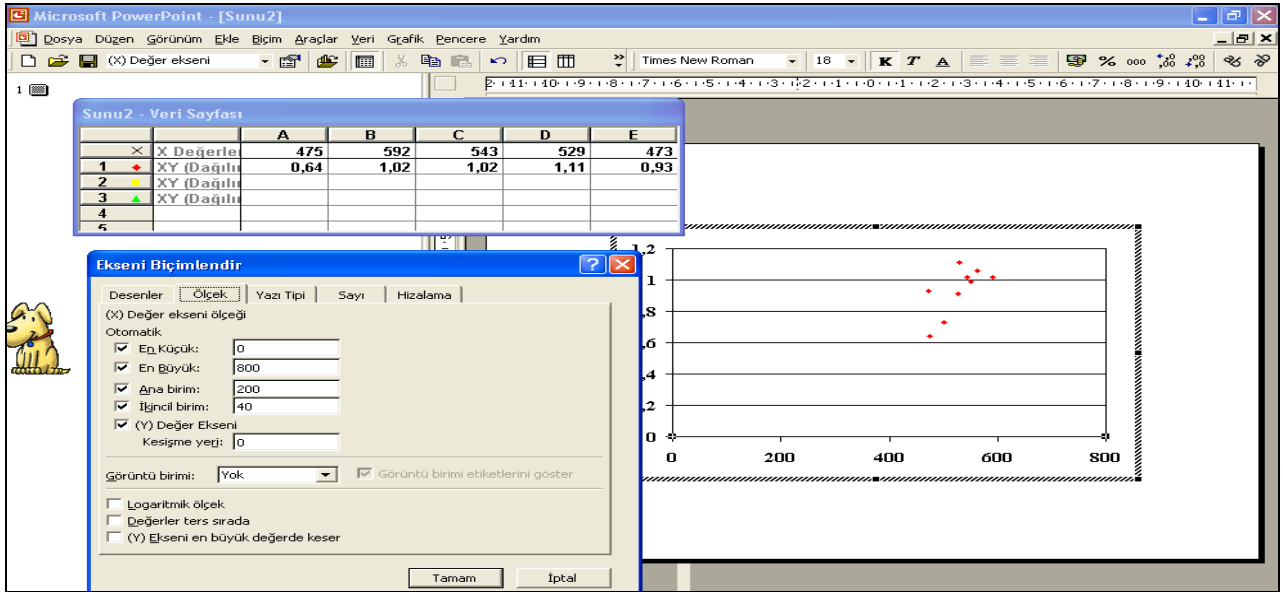 Microsoft PowerPoint - [Sunu2]
Dosya Düzen Görünüm Ekle Biçim Araçlar Veri Grafik Pencere Yardım
(X) Değer ekseni Times New Roman 18 K T A % 000
1
Sunu2 - Veri Sayfası
A B C D E
X Değerle 475 592 543 529 473
1 XY (Dağılı 0,64 1,02 1,02 1,11 0,93
2 XY (Dağılı
3 XY (Dağılı
4
5
Ekseni Biçimlendir
Desenler Ölçek Yazı Tipi Sayı Hizalama
(X) Değer ekseni ölçeği
Otomatik
En Küçük: 0
En Büyük: 800
Ana birim: 200
İkincil birim: 40
(Y) Değer Ekseni
Kesişme yeri: 0
Görüntü birimi: Yok Görüntü birimi etiketlerini göster
Logaritmik ölçek
Değerler ters sırada
(Y) Ekseni en büyük değerde keser
Tamam İptal
1,2
1
,8
,6
,4
,2
0
0 200 400 600 800